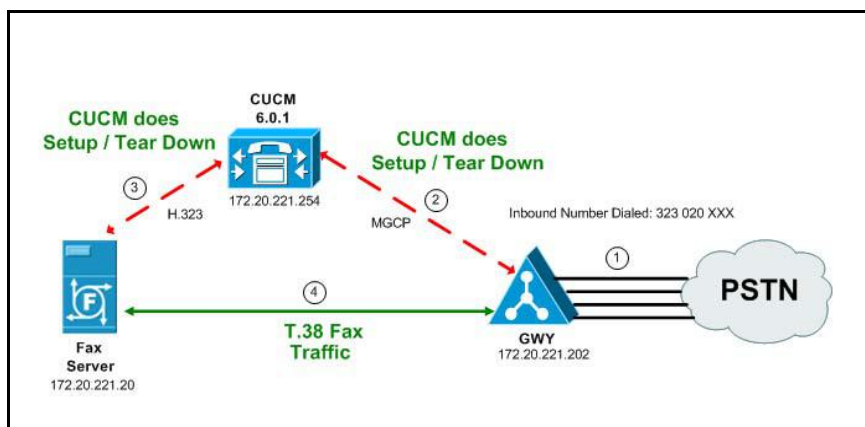 CUCM
6.0.1
CUCM does
Setup / Tear Down
CUCM does
Setup / Tear Down
3
2
172.20.221.254
H.323
MGCP
Inbound Number Dialed: 323 020 XXX
1
F
4
PSTN
T.38 Fax
Traffic
Fax
Server
172.20.221.20
GWY
172.20.221.202